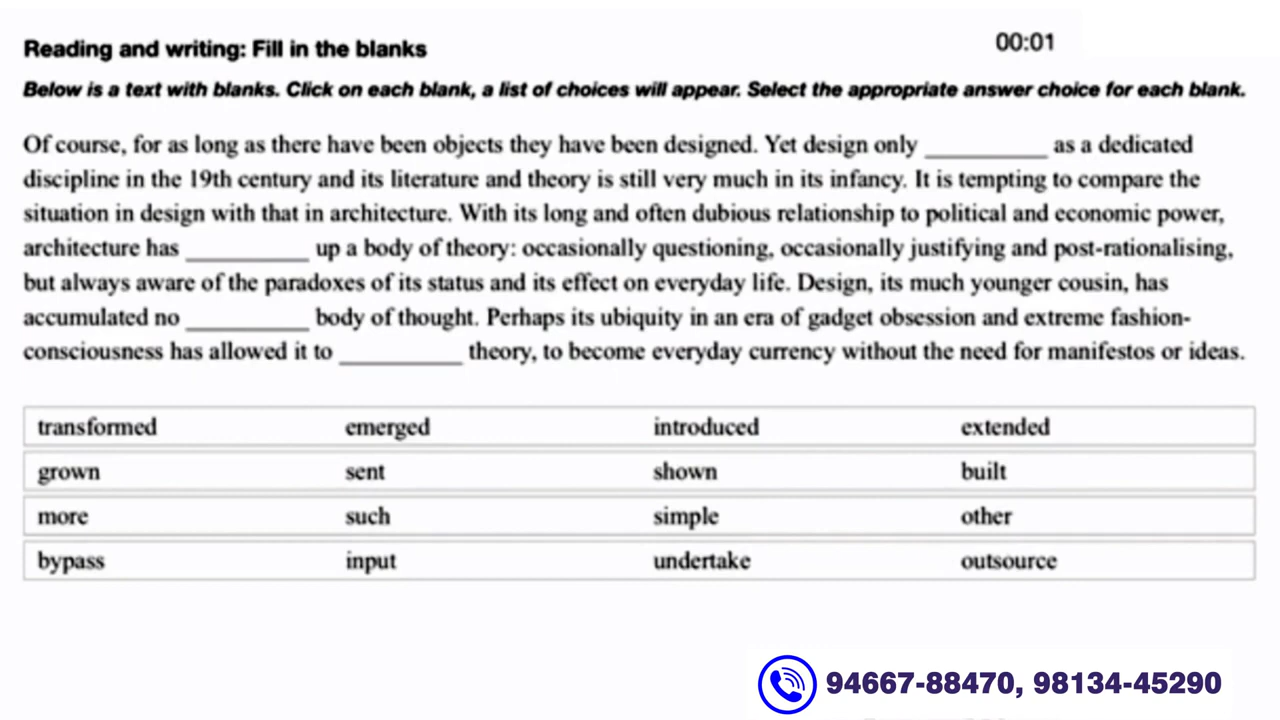 Reading and writing: Fill in the blanks
00:01
Below is a text with blanks. Click on each blank, a list of choices will appear. Select the appropriate answer choice for each blank.
Of course, for as long as there have been objects they have been designed. Yet design only __________ as a dedicated
discipline in the 19th century and its literature and theory is still very much in its infancy. It is tempting to compare the
situation in design with that in architecture. With its long and often dubious relationship to political and economic power,
architecture has __________ up a body of theory: occasionally questioning, occasionally justifying and post-rationalising,
but always aware of the paradoxes of its status and its effect on everyday life. Design, its much younger cousin, has
accumulated no __________ body of thought. Perhaps its ubiquity in an era of gadget obsession and extreme fashion-
consciousness has allowed it to __________ theory, to become everyday currency without the need for manifestos or ideas.
transformed emerged introduced extended
grown sent shown built
more such simple other
bypass input undertake outsource
94667-88470, 98134-45290